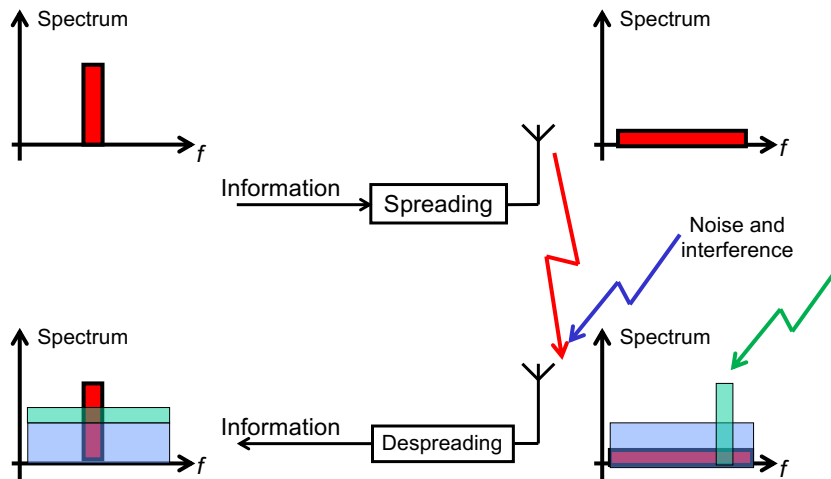 Spectrum
Spectrum
f
f
Information
Spreading
Noise and
interference
Spectrum
Spectrum
Information
Despreading
f
f